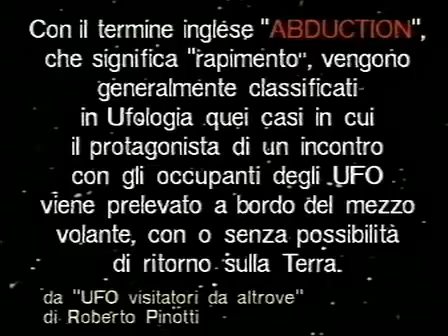 Con il termine inglese "ABDUCTION",
che significa "rapimento", vengono
generalmente classificati
in Ufologia quei casi in cui
il protagonista di un incontro
con gli occupanti degli UFO
viene prelevato a bordo del mezzo
volante, con o senza possibilità
di ritorno sulla Terra.
da "UFO visitatori da altrove"
di Roberto Pinotti